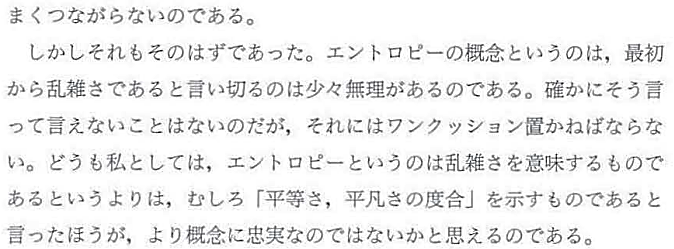 まくつながらないのである。
しかしそれもそのはずであった。エントロピーの概念というのは，最初
から乱雑さであると言い切るのは少々無理があるのである。確かにそう言
って言えないことはないのだが，それにはワンクッション置かねばならな
い。どうも私としては，エントロピーというのは乱雑さを意味するもので
あるというよりは，むしろ「平等さ，平凡さの度合」を示すものであると
言ったほうが，より概念に忠実なのではないかと思えるのである。